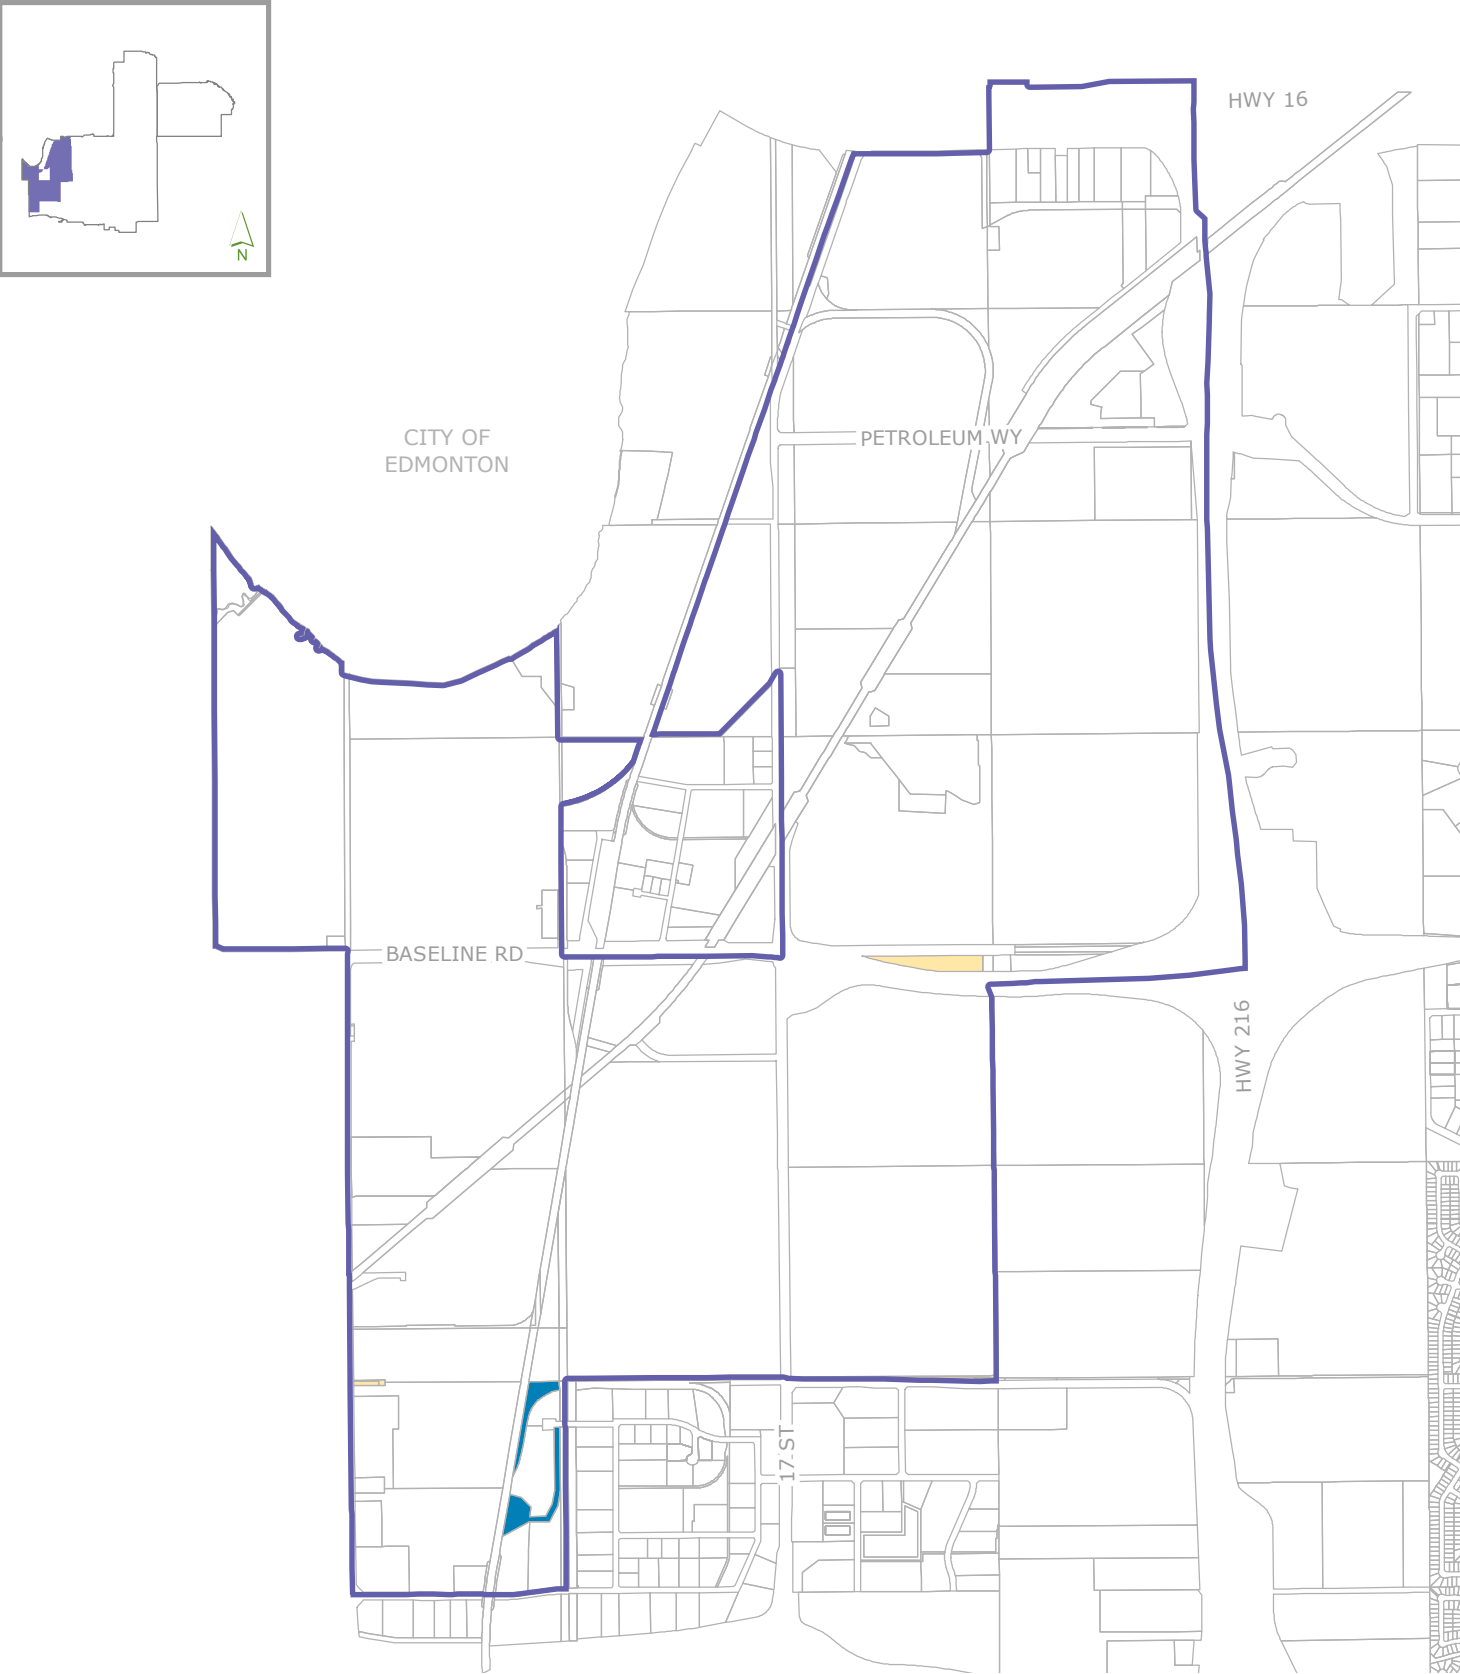 HWY 16
N
CITY OF
EDMONTON
PETROLEUM WY
BASELINE RD
HWY 216
17 ST